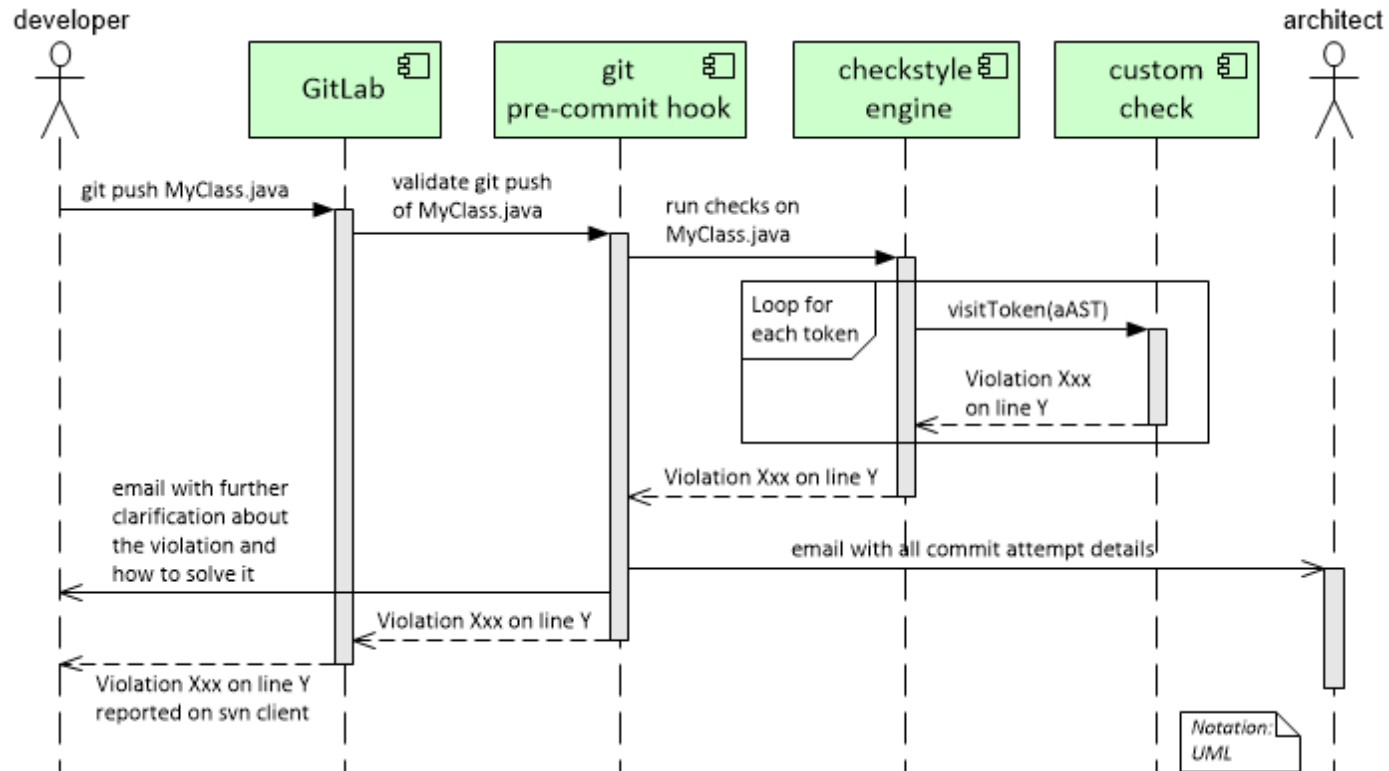 developer
architect
GitLab
git
pre-commit hook
checkstyle
engine
custom
check
git push MyClass.java
validate git push
of MyClass.java
run checks on
MyClass.java
Loop for
each token
visitToken(aAST)
Violation Xxx
on line Y
Violation Xxx on line Y
email with further
clarification about
the violation and
how to solve it
email with all commit attempt details
Violation Xxx on line Y
Violation Xxx on line Y
reported on svn client
Notation:
UML